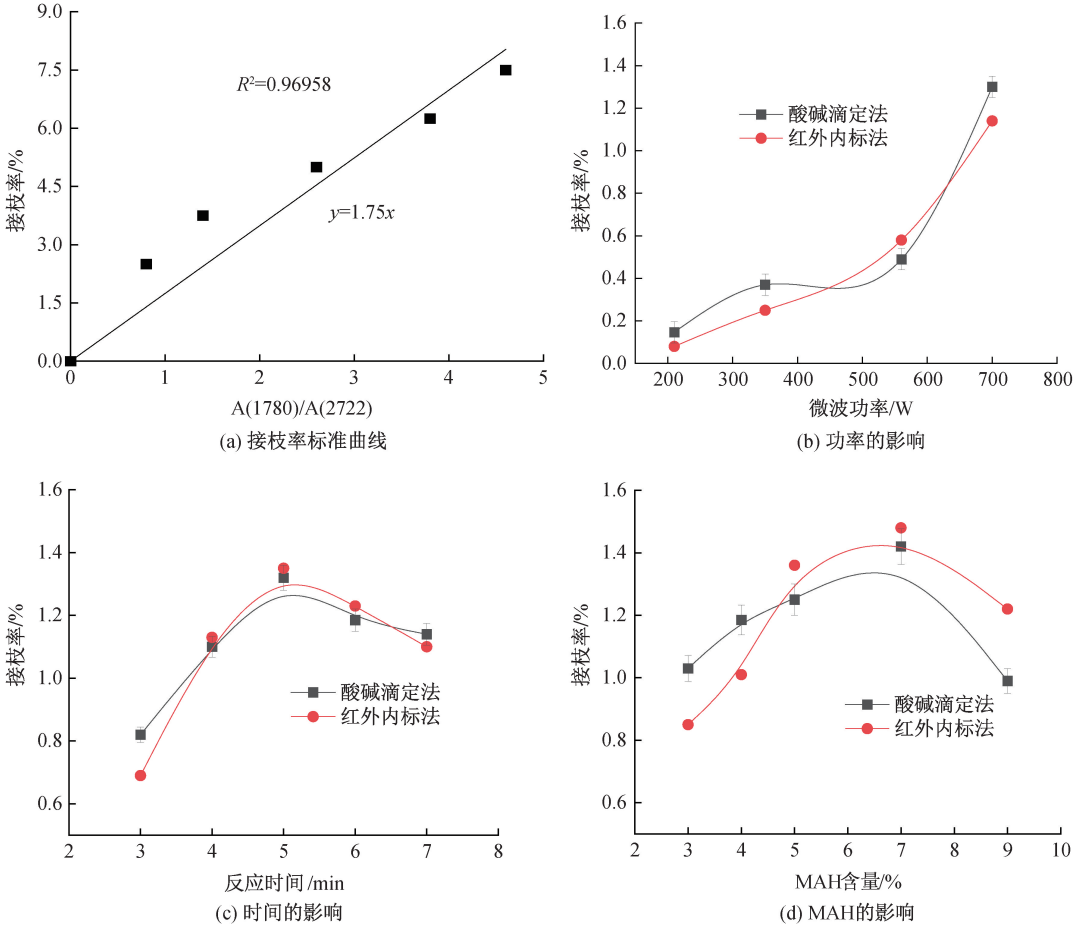 接枝率/%
9.0
7.5
6.0
4.5
3.0
1.5
0.0
R²=0.96958
y=1.75x
0 1 2 3 4 5
A(1780)/A(2722)
(a) 接枝率标准曲线
接枝率/%
1.6
1.4
1.2
1.0
0.8
0.6
0.4
0.2
0.0
酸碱滴定法
红外内标法
200 300 400 500 600 700 800
微波功率/W
(b) 功率的影响
接枝率/%
1.6
1.4
1.2
1.0
0.8
0.6
酸碱滴定法
红外内标法
2 3 4 5 6 7 8
反应时间/min
(c) 时间的影响
接枝率/%
1.6
1.4
1.2
1.0
0.8
0.6
酸碱滴定法
红外内标法
2 3 4 5 6 7 8 9 10
MAH含量/%
(d) MAH的影响